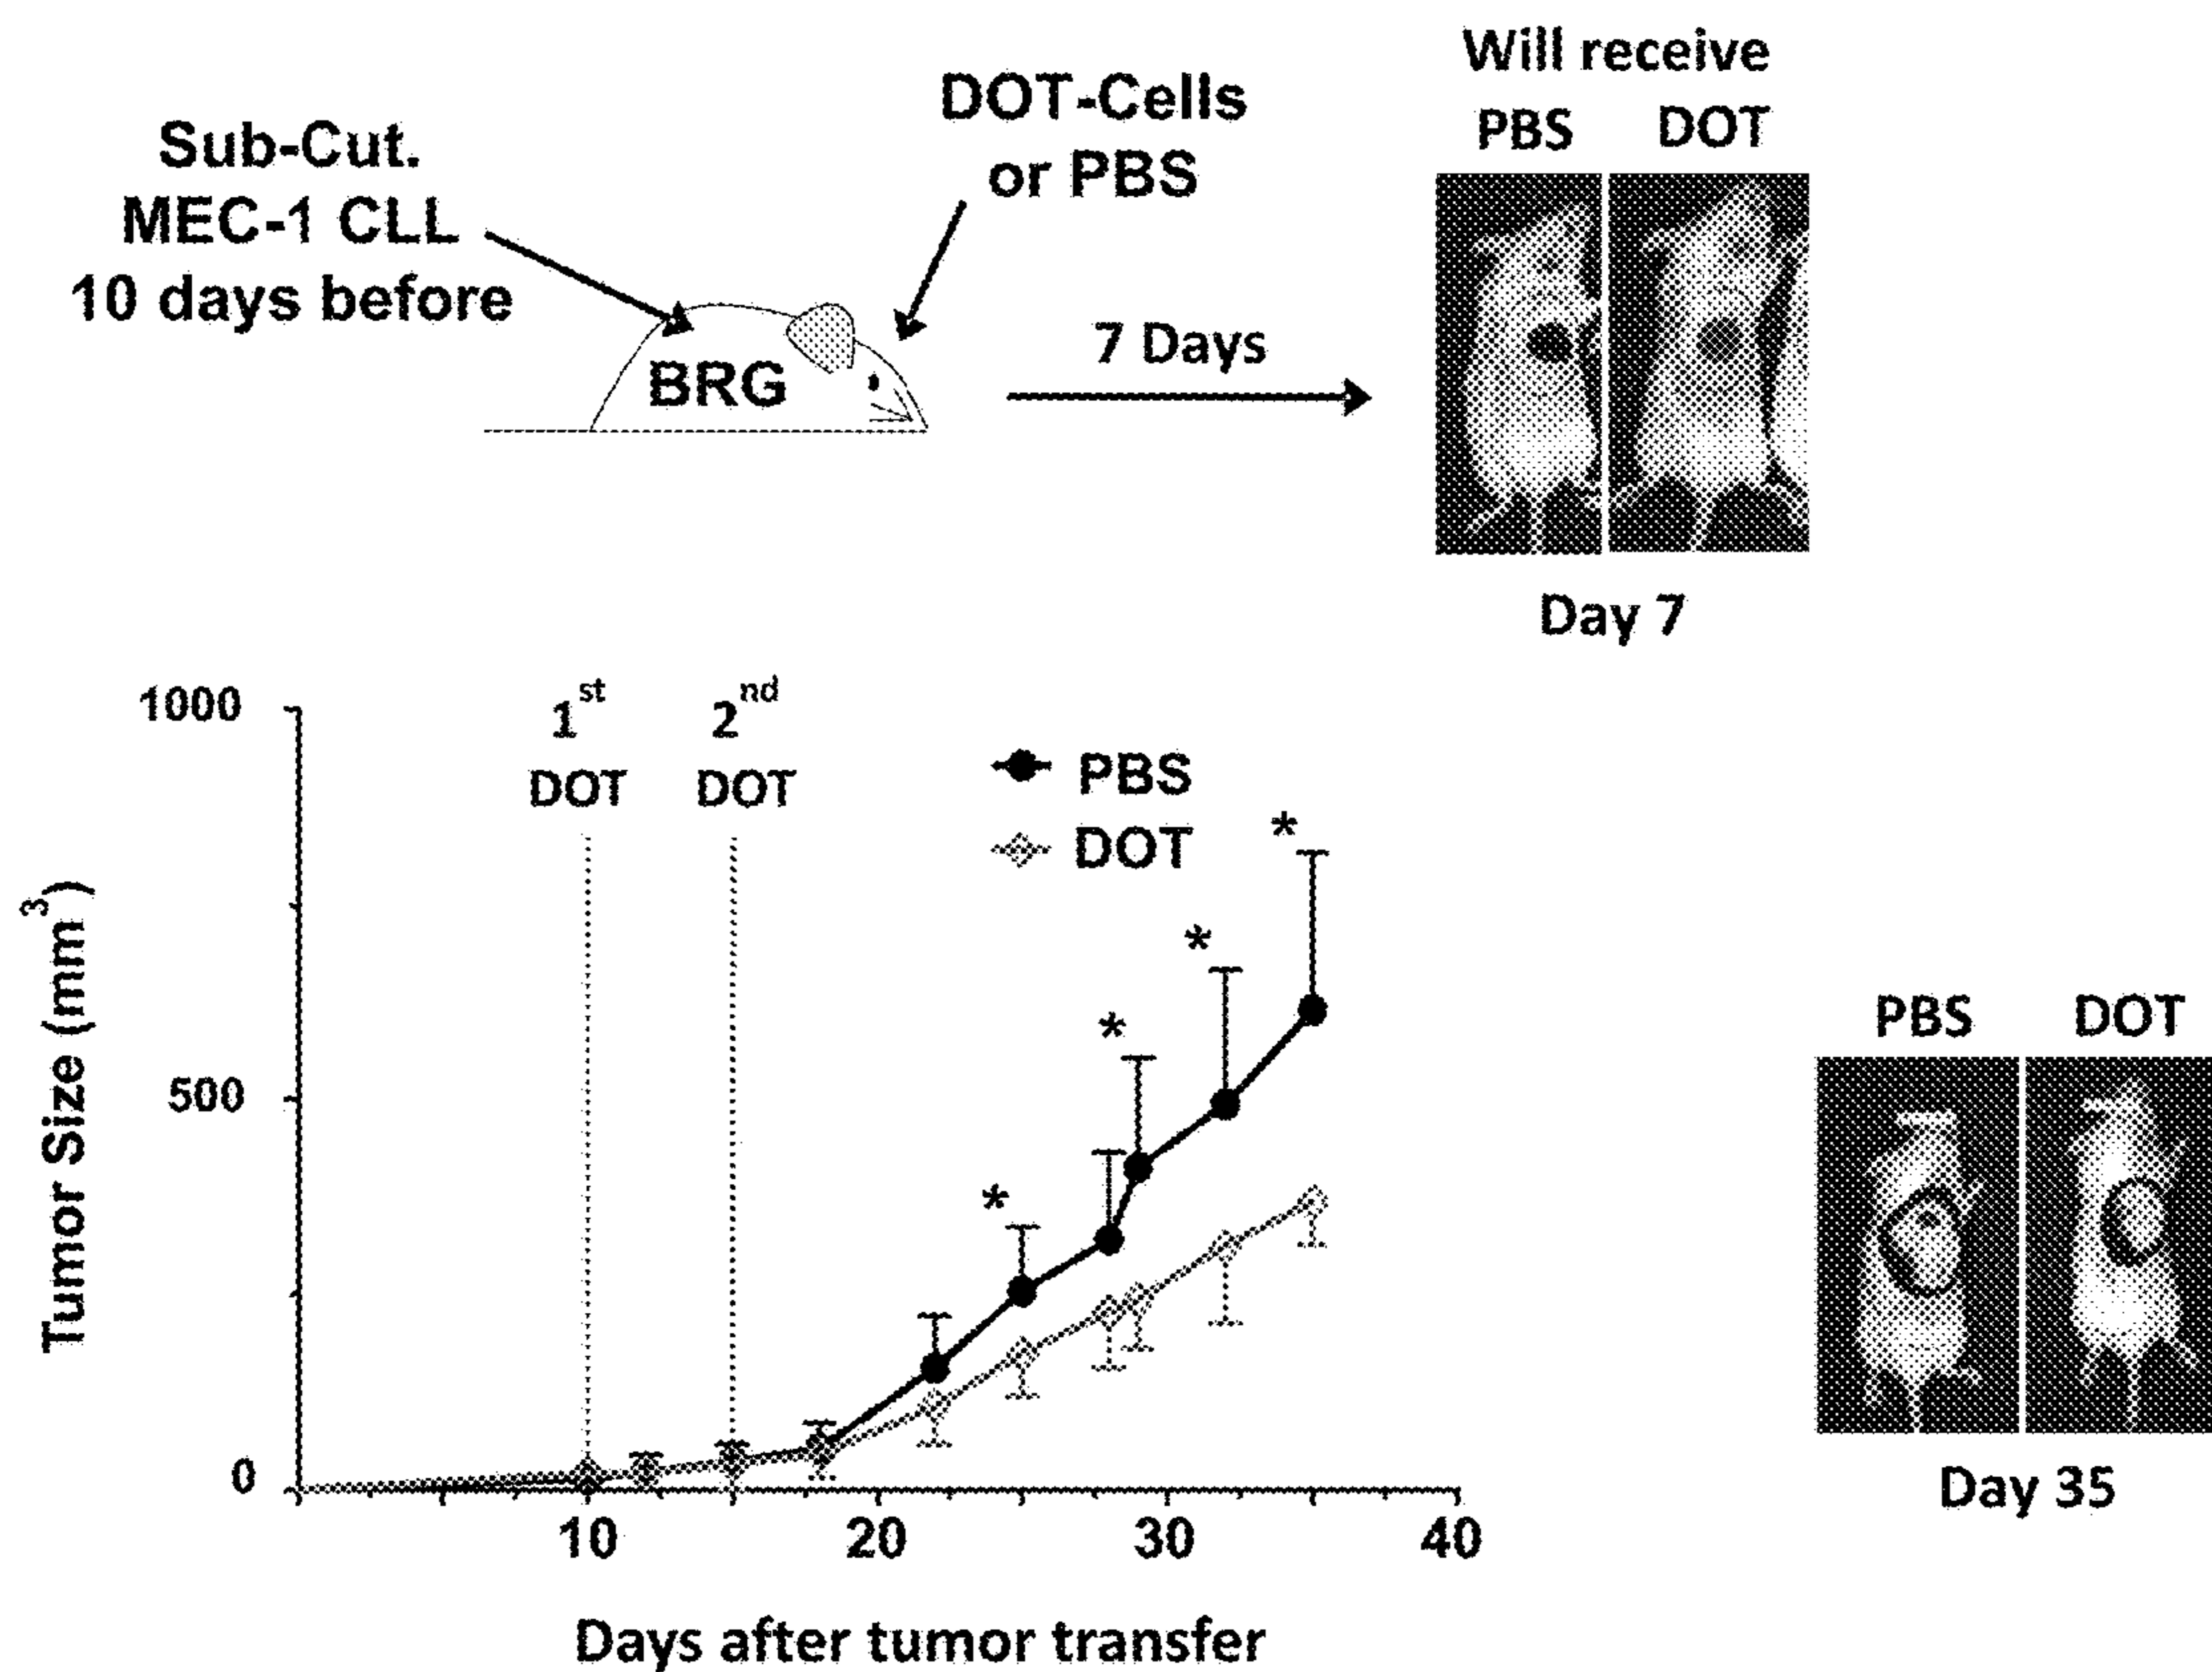 Sub-Cut.
MEC-1 CLL
10 days before
DOT-Cells
or PBS
BRG
7 Days
Will receive
PBS DOT
Day 7
1000
500
0
Tumor Size (mm³)
1st 2nd
DOT DOT
PBS
DOT
*
*
*
*
10 20 30 40
Days after tumor transfer
PBS DOT
Day 35